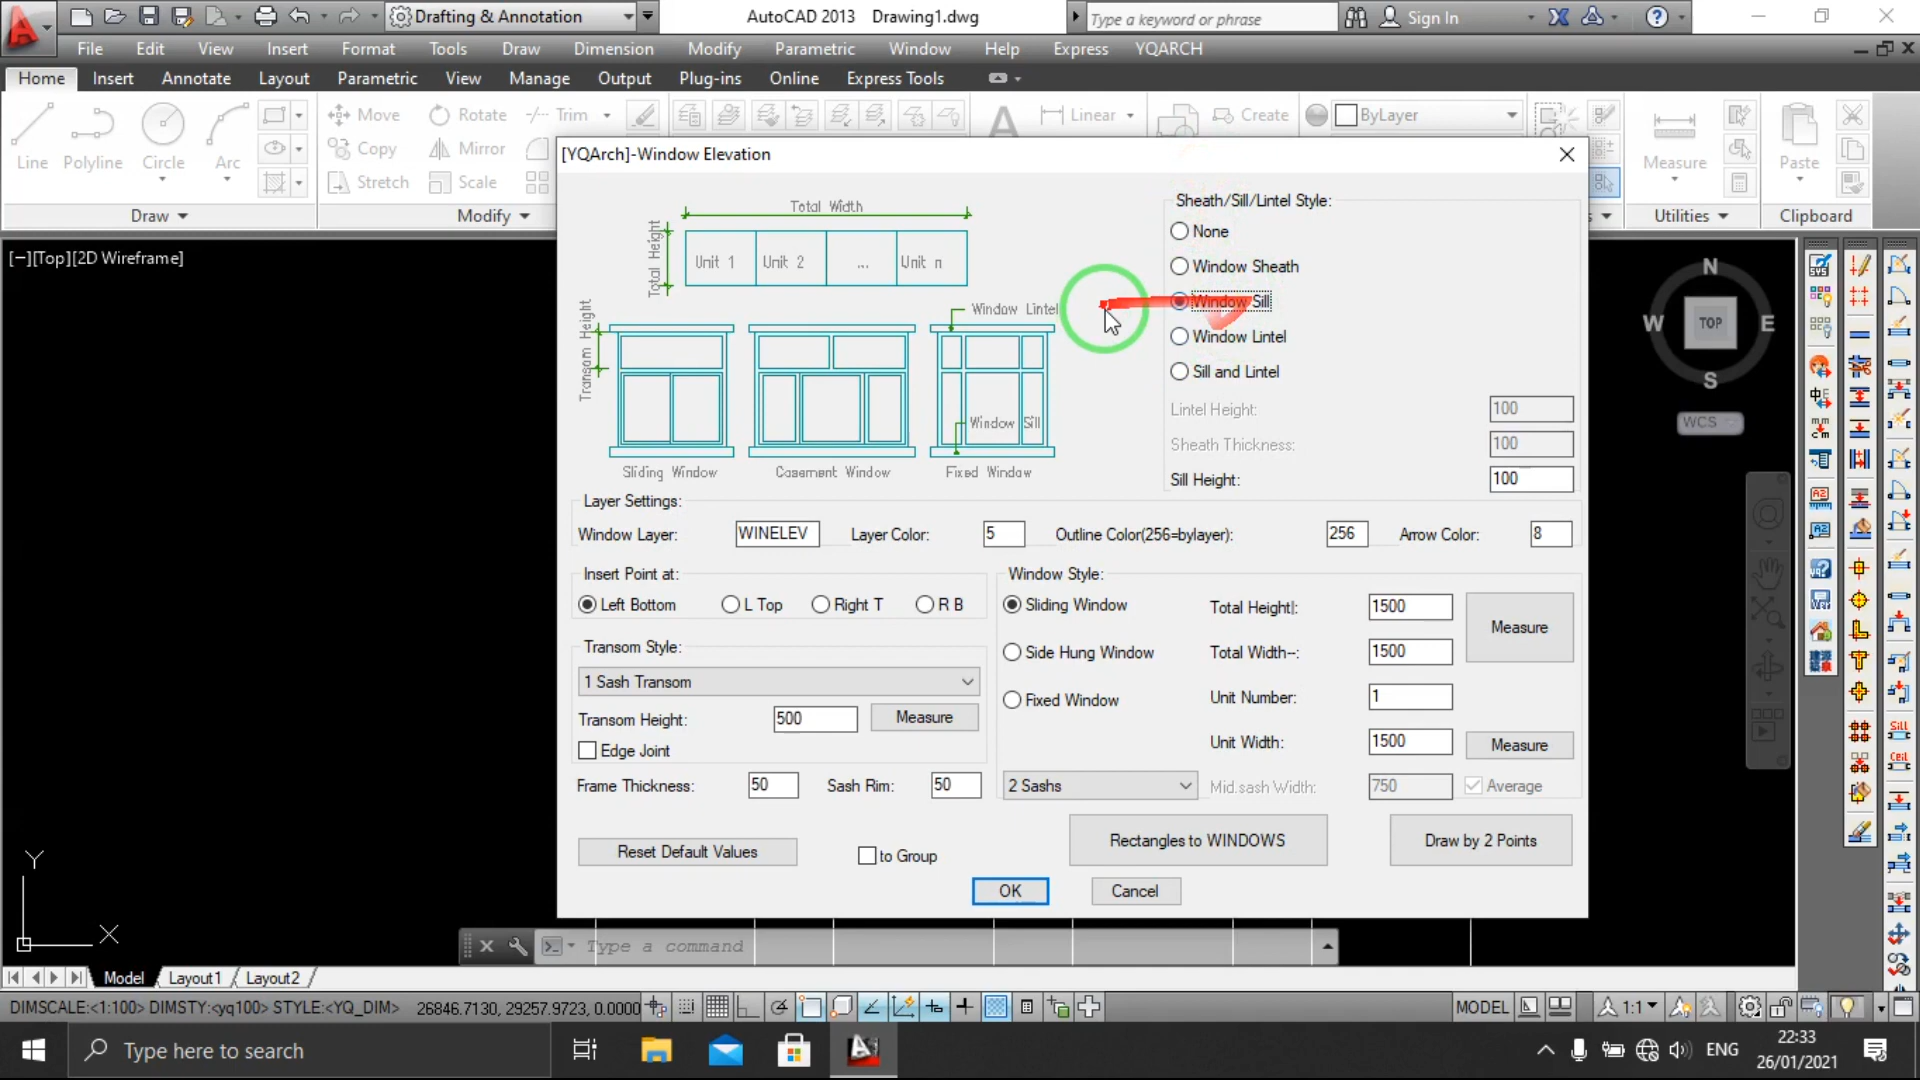 Drafting & Annotation
AutoCAD 2013 Drawing1.dwg
Type a keyword or phrase
Sign In
File Edit View Insert Format Tools Draw Dimension Modify Parametric Window Help Express YQARCH
Home Insert Annotate Layout Parametric View Manage Output Plug-ins Online Express Tools
Move Rotate Trim Linear Create ByLayer
Line Polyline Circle Arc Copy Mirror Measure Paste
Stretch Scale
Draw Modify Utilities Clipboard
[YQArch]-Window Elevation
[−][Top][2D Wireframe]
Total Width
Total Height
Unit 1 Unit 2 ... Unit n
Window Lintel
Transom Height
Window Sill
Sliding Window Casement Window Fixed Window
Sheath/Sill/Lintel Style:
None
Window Sheath
Window Sill
Window Lintel
Sill and Lintel
Lintel Height: 100
Sheath Thickness: 100
Sill Height: 100
N
W TOP E
S
WCS
Layer Settings:
Window Layer: WINELEV Layer Color: 5 Outline Color(256=bylayer): 256 Arrow Color: 8
Insert Point at:
Left Bottom L Top Right T R B
Transom Style:
1 Sash Transom
Transom Height: 500 Measure
Edge Joint
Frame Thickness: 50 Sash Rim: 50
Window Style:
Sliding Window Total Height|: 1500 Measure
Side Hung Window Total Width--: 1500
Fixed Window Unit Number: 1
Unit Width: 1500 Measure
2 Sashs Mid.sash Width: 750 Average
Reset Default Values to Group Rectangles to WINDOWS Draw by 2 Points
OK Cancel
Y
X
Type a command
Model Layout1 Layout2
DIMSCALE:<1:100> DIMSTY:<yq100> STYLE:<YQ_DIM> 26846.7130, 29257.9723, 0.0000 MODEL 1:1
Type here to search
ENG
22:33
26/01/2021